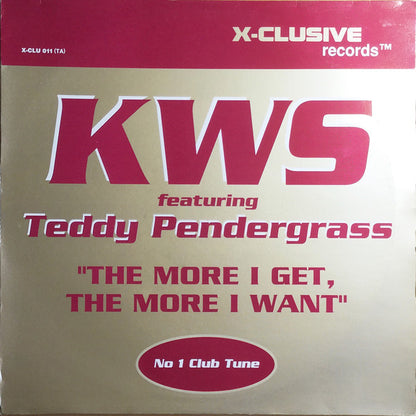 X-CLUSIVE
records™
X-CLU 011 (TA)
KWS
featuring
Teddy Pendergrass
"THE MORE I GET,
THE MORE I WANT"
No 1 Club Tune